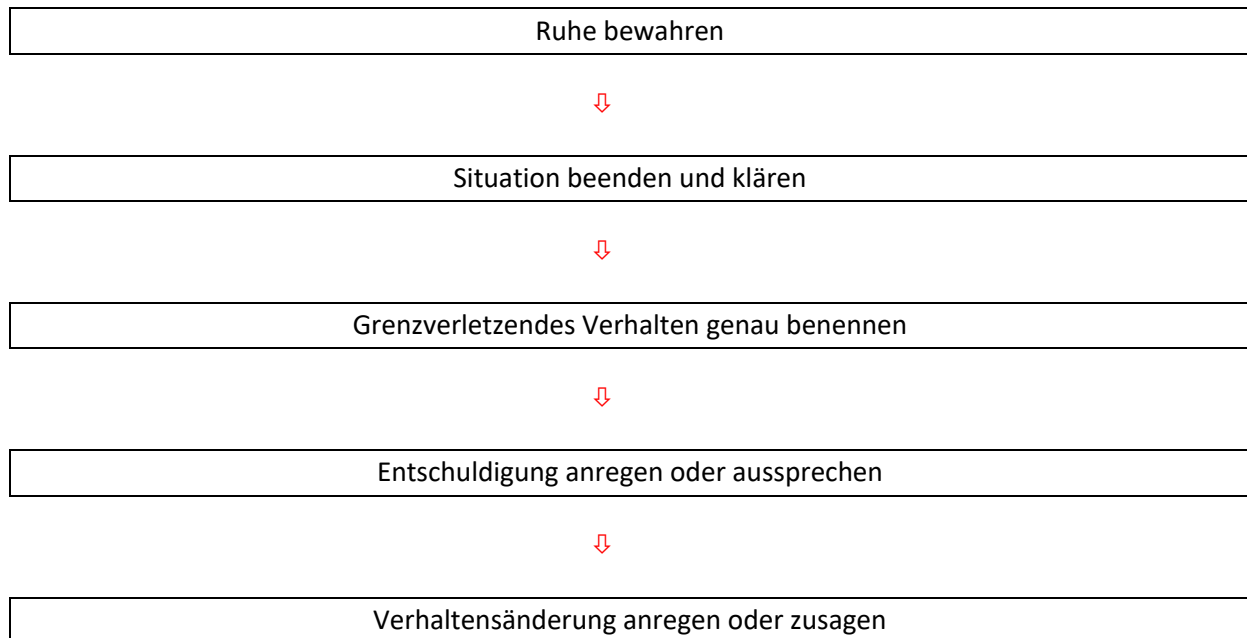 Ruhe bewahren
⇩
Situation beenden und klären
⇩
Grenzverletzendes Verhalten genau benennen
⇩
Entschuldigung anregen oder aussprechen
⇩
Verhaltensänderung anregen oder zusagen